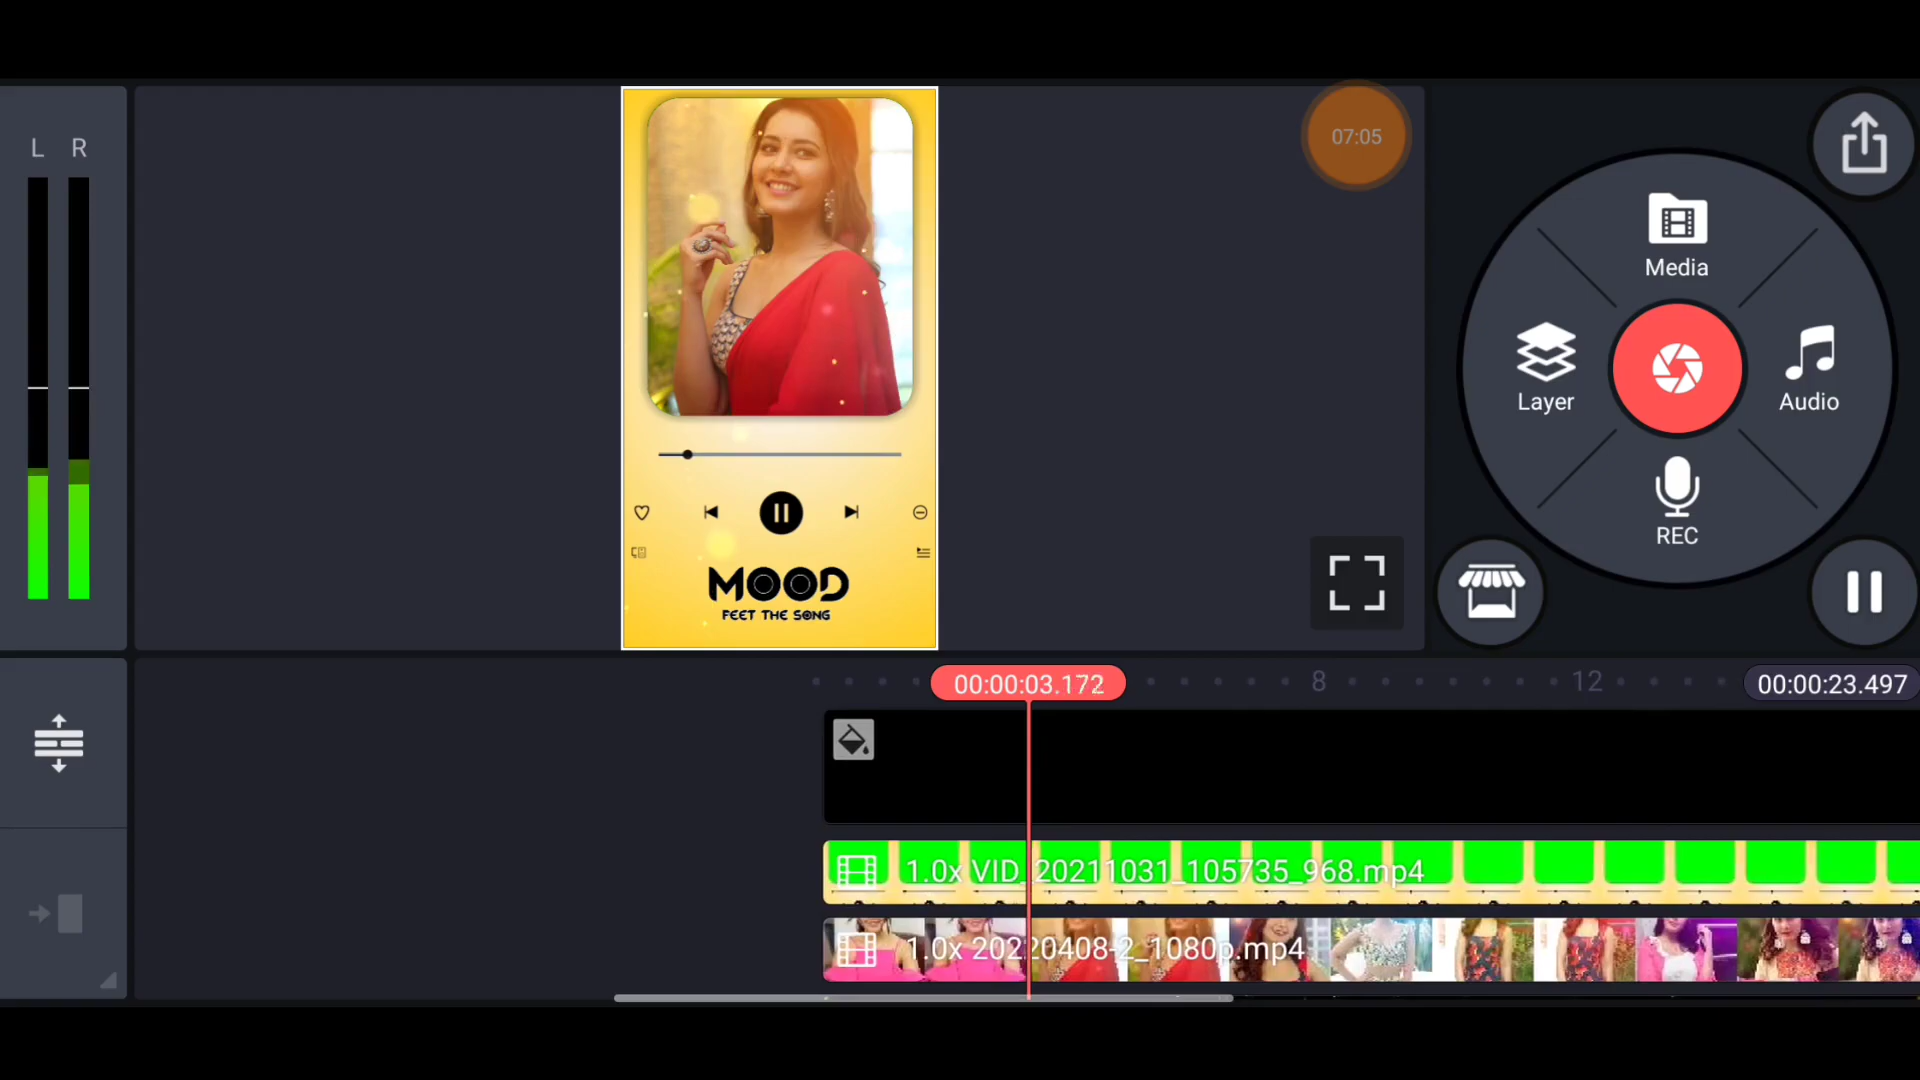 L R
07:05
Media
Layer
Audio
REC
MOOD
FEET THE SONG
00:00:03.172
8
12
00:00:23.497
1.0x VID_20211031_105735_968.mp4
1.0x 20220408-2_1080p.mp4